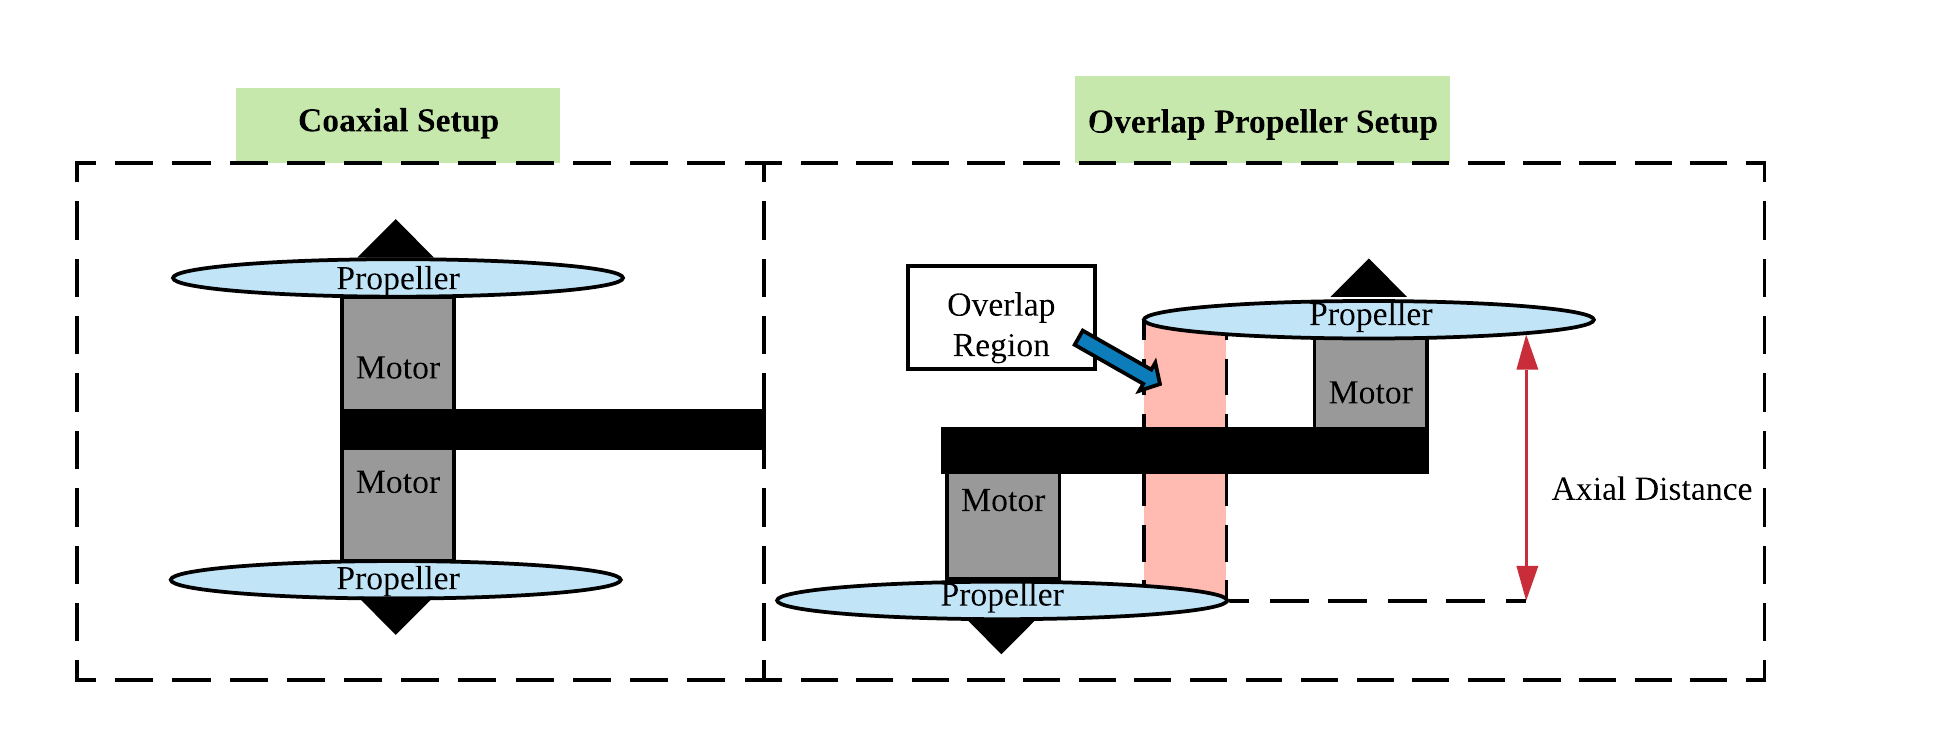 Coaxial Setup
Propeller
Motor
Motor
Propeller
Overlap Propeller Setup
Overlap
Region
Propeller
Motor
Motor
Axial Distance
Propeller